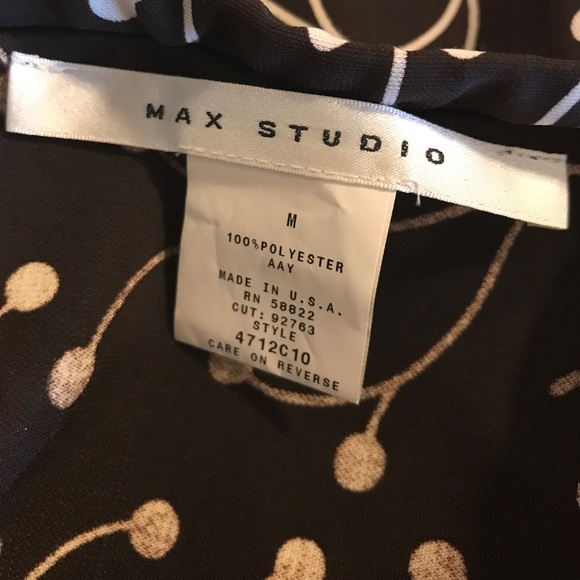 MAX STUDIO
M
100%POLYESTER
AAY
MADE IN U.S.A.
RN 58822
CUT: 92763
STYLE
4712C10
CARE ON REVERSE